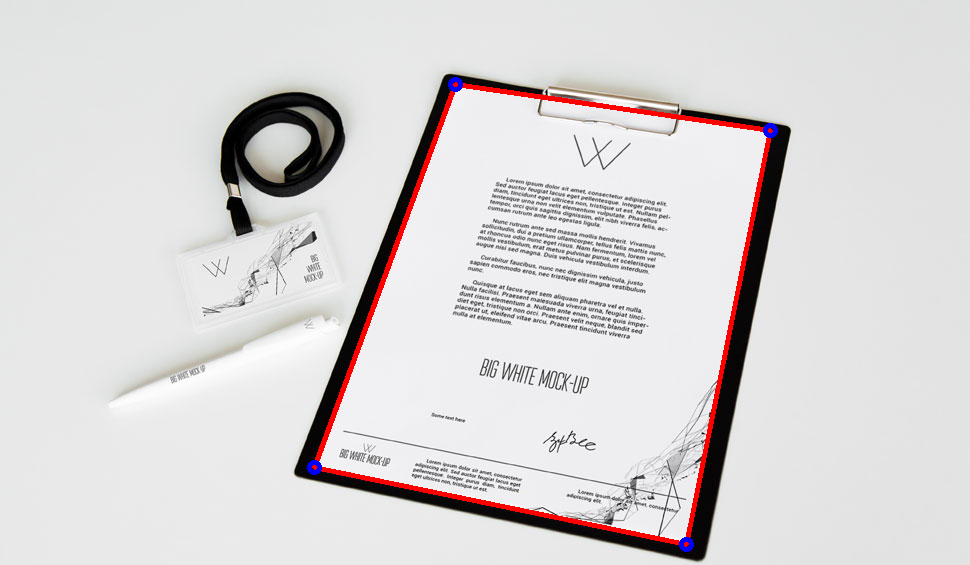 BIG
WHITE
MOCK-UP
BIG WHITE MOCK UP
Lorem ipsum dolor sit amet, consectetur adipiscing elit.
Sed auctor feugiat lacus eget pellentesque. Integer purus
diam, tincidunt eget ultrices non, tristique ut est. Nullam pel-
lentesque urna non velit elementum vulputate. Phasellus
tempor, orci quis sagittis dignissim, elit nibh viverra elit, ac-
cumsan rutrum ante leo egestas ligula.
Nunc rutrum ante sed massa mollis hendrerit. Vivamus
sollicitudin, dui a pretium ullamcorper, tellus felis mattis nunc,
at rhoncus odio nunc eget risus. Nam fermentum, lorem vel
mollis vestibulum, erat metus pulvinar purus, et scelerisque
augue nisi sed magna. Duis vehicula vestibulum interdum.
Curabitur faucibus, nunc nec dignissim vehicula, justo
sapien commodo eros, nec tristique elit magna vestibulum
nunc.
Quisque at lacus eget sem aliquam pharetra vel et nulla.
Nulla facilisi. Praesent malesuada viverra urna, feugiat tinci-
dunt risus elementum a. Nullam ante enim, ornare quis imper-
diet eget, tristique non orci. Praesent velit neque, blandit sed
placerat ut, eleifend vitae arcu. Praesent tincidunt viverra
nulla at elementum.
BIG WHITE MOCK-UP
Some text here
BIG WHITE MOCK-UP
Lorem ipsum dolor sit amet, consectetur
adipiscing elit. Sed auctor feugiat lacus eget
pellentesque. Integer purus diam, tincidunt
eget ultrices non, tristique ut est.
Lorem ipsum dolor sit amet, consectetur
adipiscing elit.